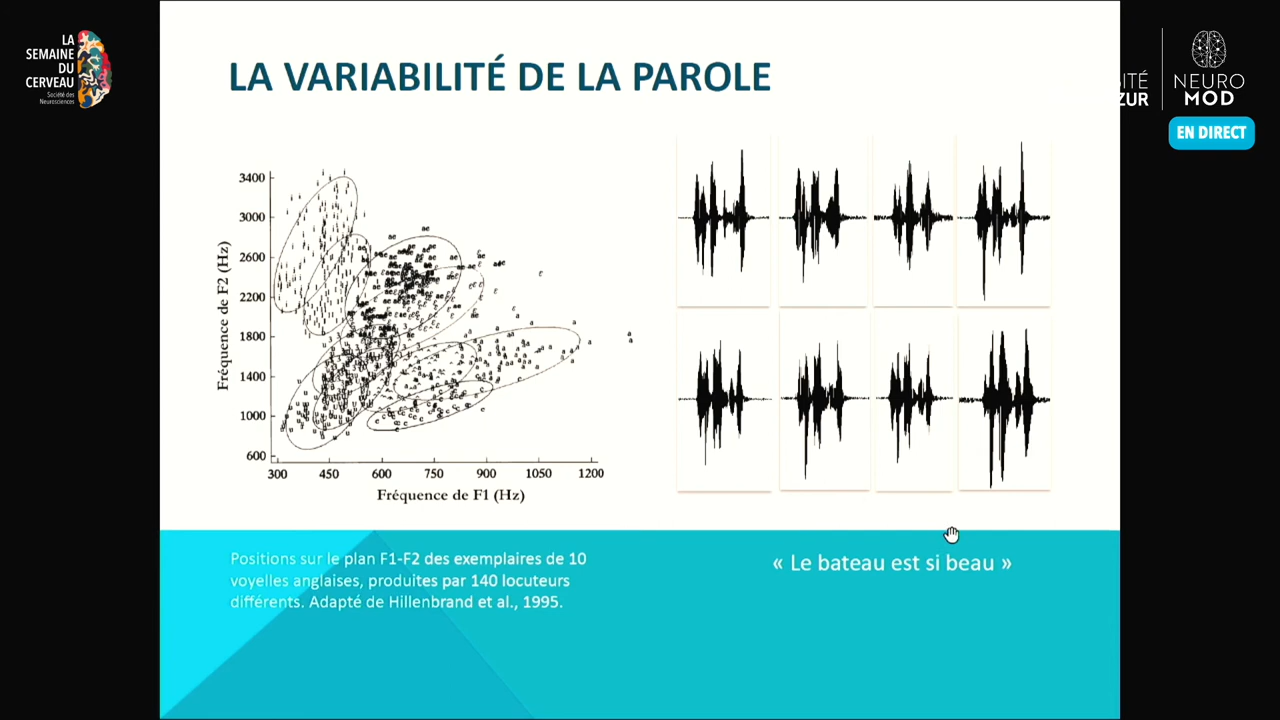 LA
SEMAINE
DU
CERVEAU
Société des
Neurosciences
LA VARIABILITÉ DE LA PAROLE
ITÉ
ZUR
NEURO
MOD
EN DIRECT
Fréquence de F2 (Hz)
3400
3000
2600
2200
1800
1400
1000
600
300 450 600 750 900 1050 1200
Fréquence de F1 (Hz)
Positions sur le plan F1-F2 des exemplaires de 10
voyelles anglaises, produites par 140 locuteurs
différents. Adapté de Hillenbrand et al., 1995.
« Le bateau est si beau »